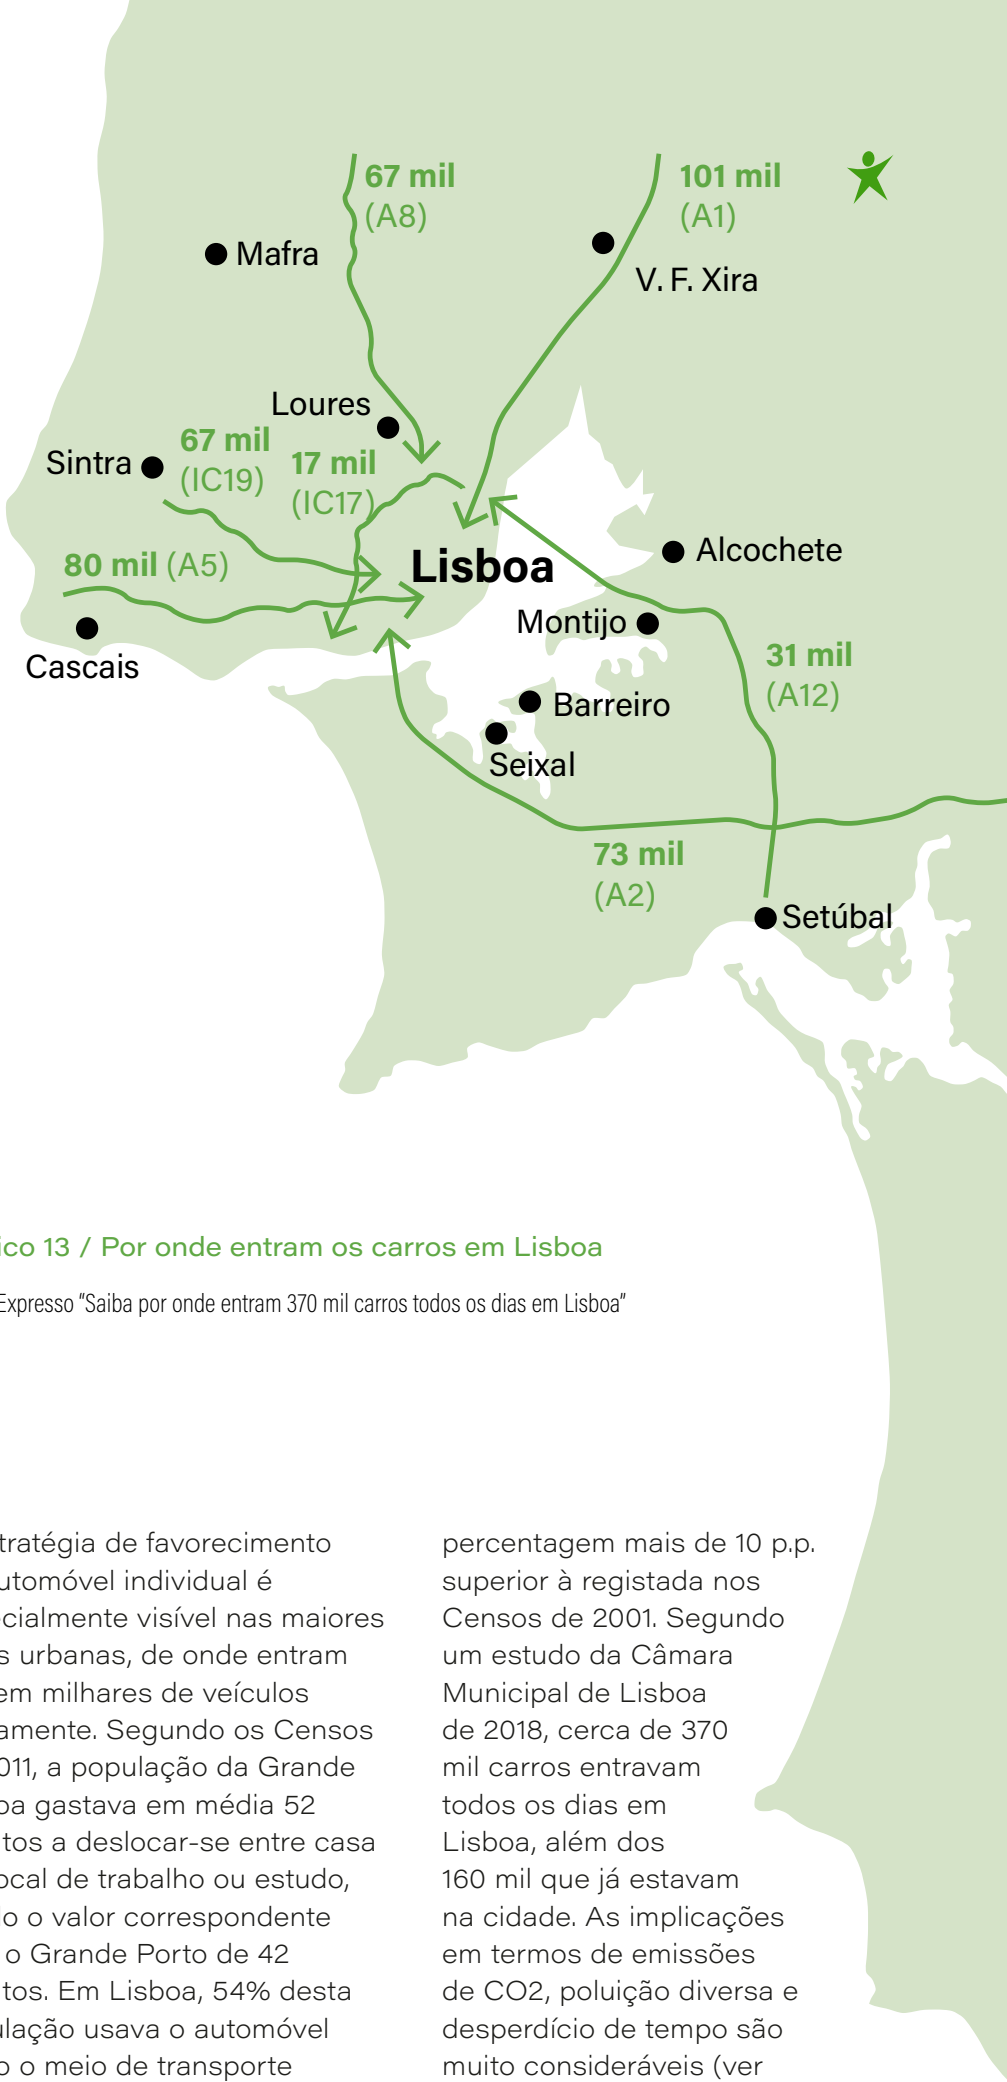 67 mil
(A8)
101 mil
(A1)
Mafra
V. F. Xira
Loures
67 mil
(IC19)
17 mil
(IC17)
Sintra
80 mil (A5)
Lisboa
Alcochete
Montijo
Cascais
31 mil
(A12)
Barreiro
Seixal
73 mil
(A2)
Setúbal
ico 13 / Por onde entram os carros em Lisboa
Expresso “Saiba por onde entram 370 mil carros todos os dias em Lisboa”
tratégia de favorecimento
utomóvel individual é
cialmente visível nas maiores
s urbanas, de onde entram
em milhares de veículos
amente. Segundo os Censos
011, a população da Grande
oa gastava em média 52
tos a deslocar-se entre casa
ocal de trabalho ou estudo,
o o valor correspondente
o Grande Porto de 42
tos. Em Lisboa, 54% desta
ulação usava o automóvel
o o meio de transporte
percentagem mais de 10 p.p.
superior à registada nos
Censos de 2001. Segundo
um estudo da Câmara
Municipal de Lisboa
de 2018, cerca de 370
mil carros entravam
todos os dias em
Lisboa, além dos
160 mil que já estavam
na cidade. As implicações
em termos de emissões
de CO2, poluição diversa e
desperdício de tempo são
muito consideráveis (ver